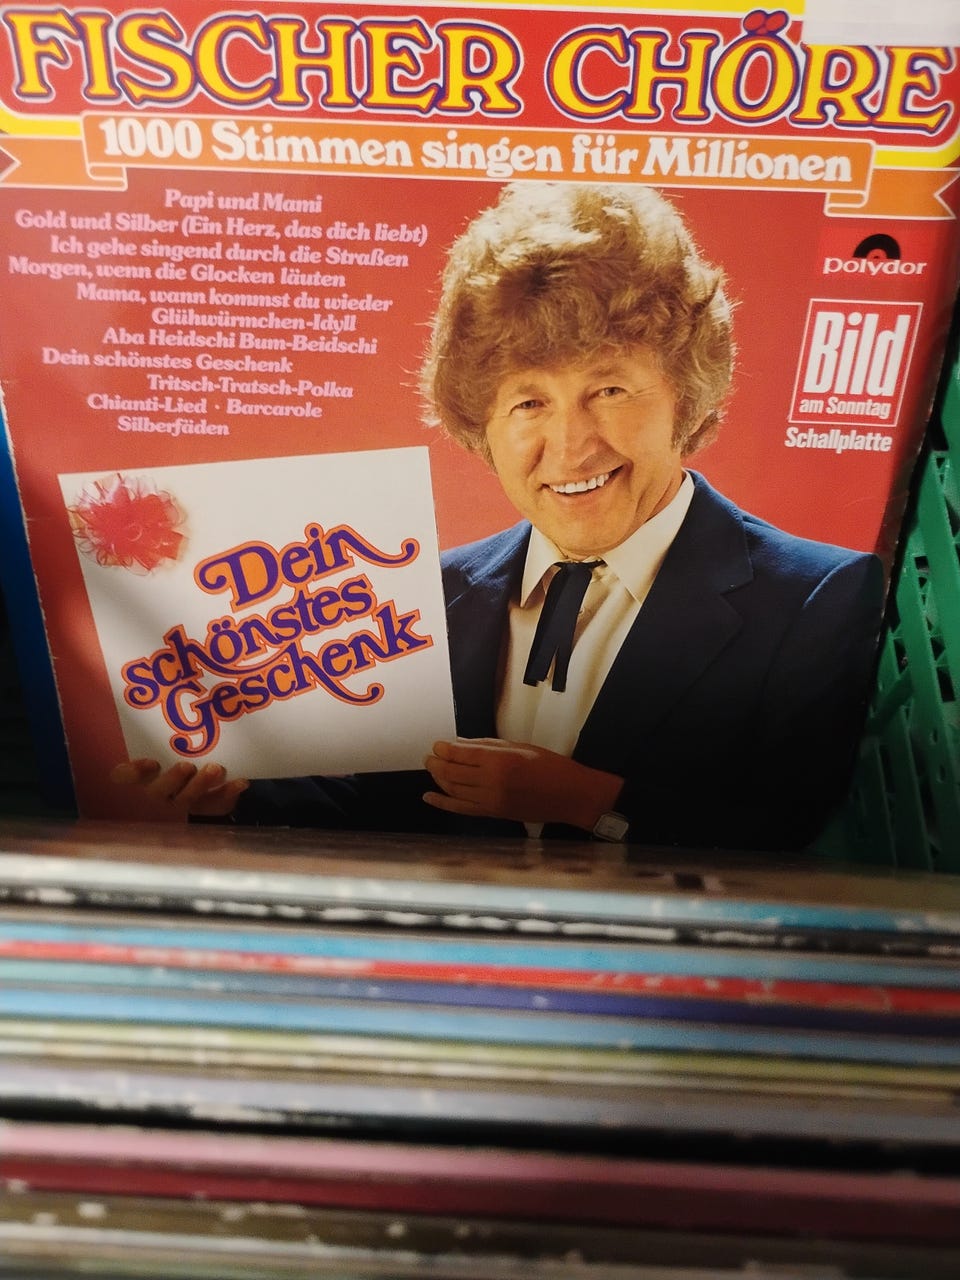 FISCHER CHÖRE
1000 Stimmen singen für Millionen
Papi und Mami
Gold und Silber (Ein Herz, das dich liebt)
Ich gehe singend durch die Straßen
Morgen, wenn die Glocken läuten
Mama, wann kommst du wieder
Glühwürmchen-Idyll
Aba Heidschi Bum-Beidschi
Dein schönstes Geschenk
Tritsch-Tratsch-Polka
Chianti-Lied · Barcarole
Silberfäden
polydor
Bild
am Sonntag
Schallplatte
Dein
schönstes
Geschenk